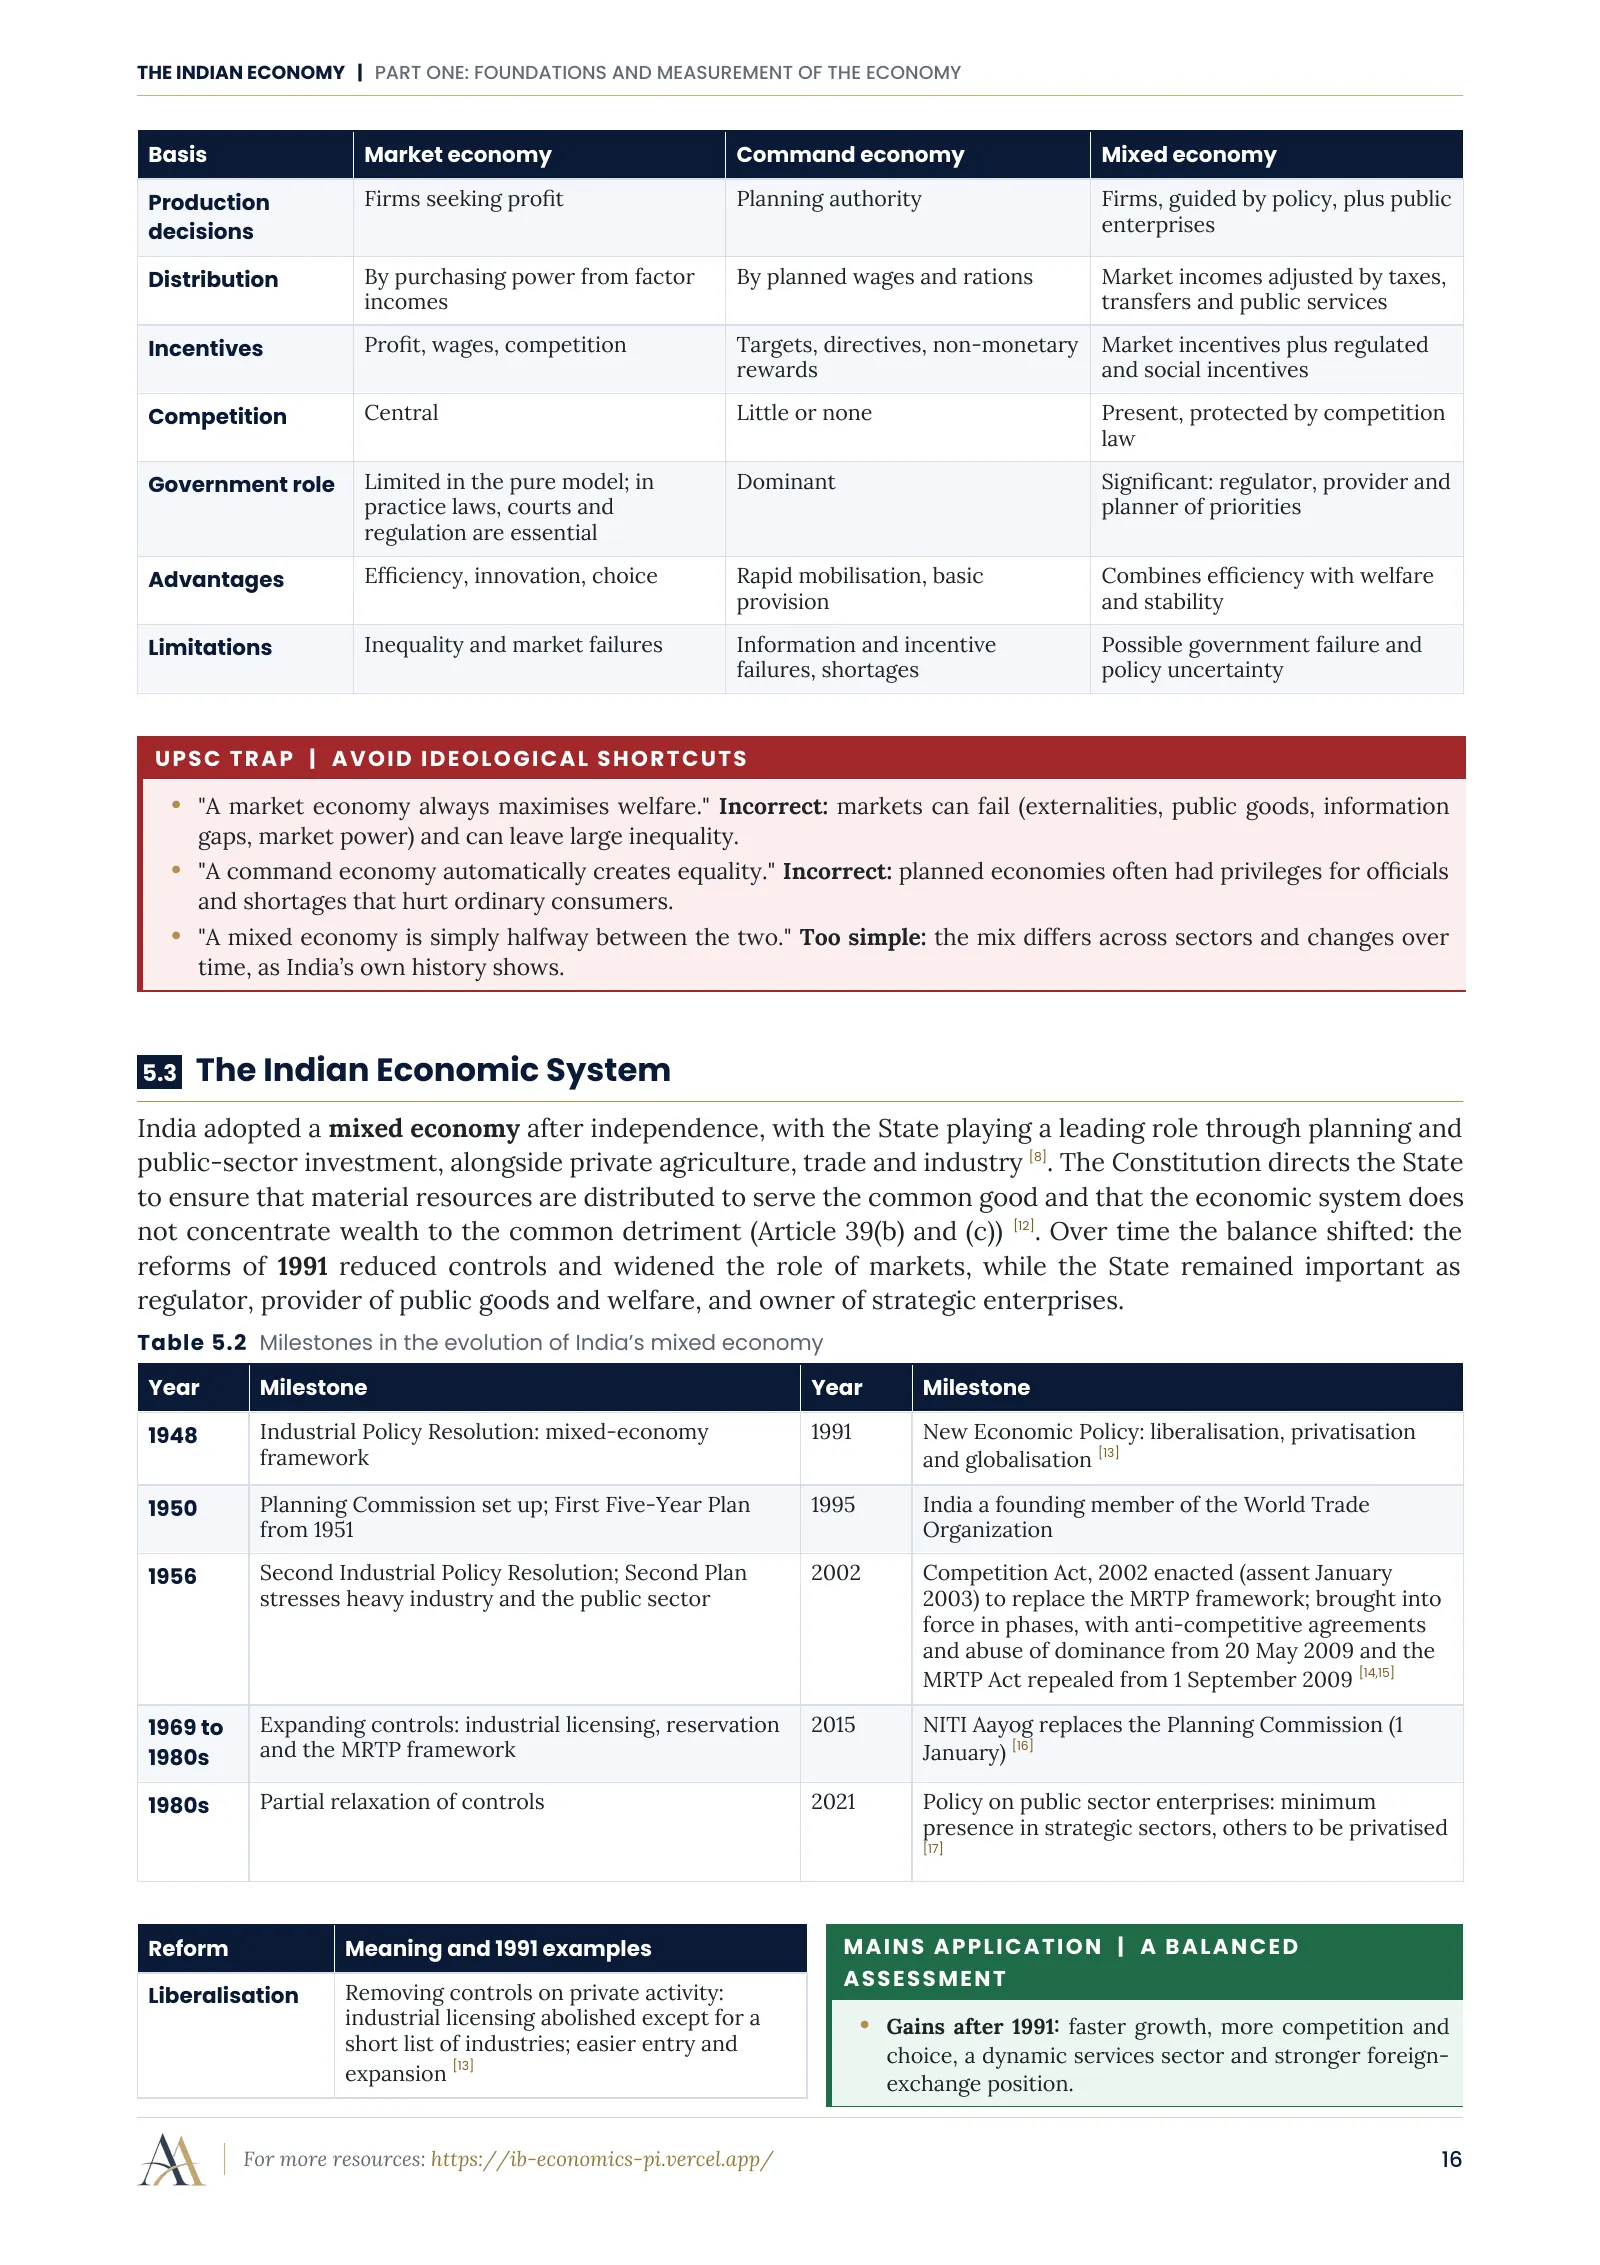 THE INDIAN ECONOMY | PART ONE: FOUNDATIONS AND MEASUREMENT OF THE ECONOMY
Basis Market economy Command economy Mixed economy
Production decisions Firms seeking profit Planning authority Firms, guided by policy, plus public enterprises
Distribution By purchasing power from factor incomes By planned wages and rations Market incomes adjusted by taxes, transfers and public services
Incentives Profit, wages, competition Targets, directives, non-monetary rewards Market incentives plus regulated and social incentives
Competition Central Little or none Present, protected by competition law
Government role Limited in the pure model; in practice laws, courts and regulation are essential Dominant Significant: regulator, provider and planner of priorities
Advantages Efficiency, innovation, choice Rapid mobilisation, basic provision Combines efficiency with welfare and stability
Limitations Inequality and market failures Information and incentive failures, shortages Possible government failure and policy uncertainty
UPSC TRAP | AVOID IDEOLOGICAL SHORTCUTS
• "A market economy always maximises welfare." Incorrect: markets can fail (externalities, public goods, information
gaps, market power) and can leave large inequality.
• "A command economy automatically creates equality." Incorrect: planned economies often had privileges for officials
and shortages that hurt ordinary consumers.
• "A mixed economy is simply halfway between the two." Too simple: the mix differs across sectors and changes over
time, as India's own history shows.
5.3 The Indian Economic System
India adopted a mixed economy after independence, with the State playing a leading role through planning and
public-sector investment, alongside private agriculture, trade and industry [8]. The Constitution directs the State
to ensure that material resources are distributed to serve the common good and that the economic system does
not concentrate wealth to the common detriment (Article 39(b) and (c)) [12]. Over time the balance shifted: the
reforms of 1991 reduced controls and widened the role of markets, while the State remained important as
regulator, provider of public goods and welfare, and owner of strategic enterprises.
Table 5.2 Milestones in the evolution of India's mixed economy
Year Milestone Year Milestone
1948 Industrial Policy Resolution: mixed-economy framework 1991 New Economic Policy: liberalisation, privatisation and globalisation [13]
1950 Planning Commission set up; First Five-Year Plan from 1951 1995 India a founding member of the World Trade Organization
1956 Second Industrial Policy Resolution; Second Plan stresses heavy industry and the public sector 2002 Competition Act, 2002 enacted (assent January 2003) to replace the MRTP framework; brought into force in phases, with anti-competitive agreements and abuse of dominance from 20 May 2009 and the MRTP Act repealed from 1 September 2009 [14,15]
1969 to 1980s Expanding controls: industrial licensing, reservation and the MRTP framework 2015 NITI Aayog replaces the Planning Commission (1 January) [16]
1980s Partial relaxation of controls 2021 Policy on public sector enterprises: minimum presence in strategic sectors, others to be privatised [17]
Reform Meaning and 1991 examples
Liberalisation Removing controls on private activity:
industrial licensing abolished except for a
short list of industries; easier entry and
expansion [13]
MAINS APPLICATION | A BALANCED
ASSESSMENT
• Gains after 1991: faster growth, more competition and
choice, a dynamic services sector and stronger foreign-
exchange position.
AA
For more resources: https://ib-economics-pi.vercel.app/
16